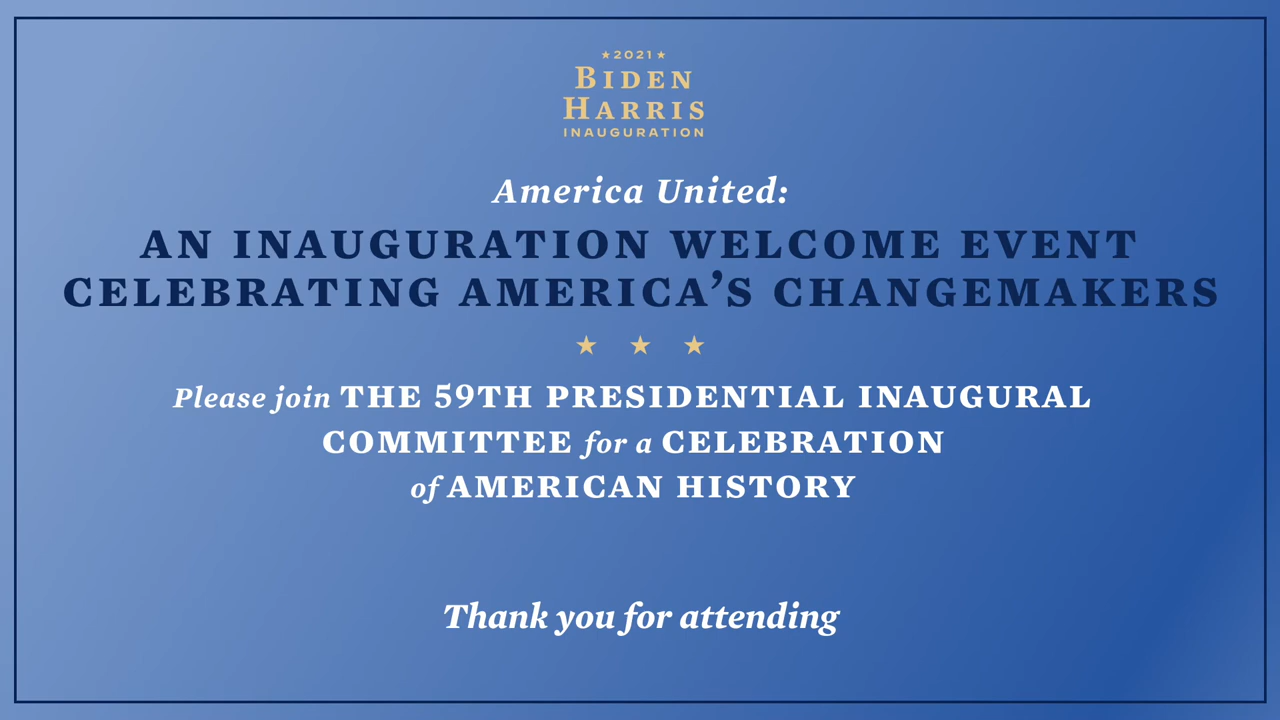 ★ 2021 ★
BIDEN
HARRIS
INAUGURATION
America United:
AN INAUGURATION WELCOME EVENT
CELEBRATING AMERICA’S CHANGEMAKERS
★ ★ ★
Please join THE 59TH PRESIDENTIAL INAUGURAL
COMMITTEE for a CELEBRATION
of AMERICAN HISTORY
Thank you for attending